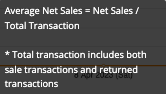 Average Net Sales = Net Sales /
Total Transaction
* Total transaction includes both
sale transactions and returned
transactions